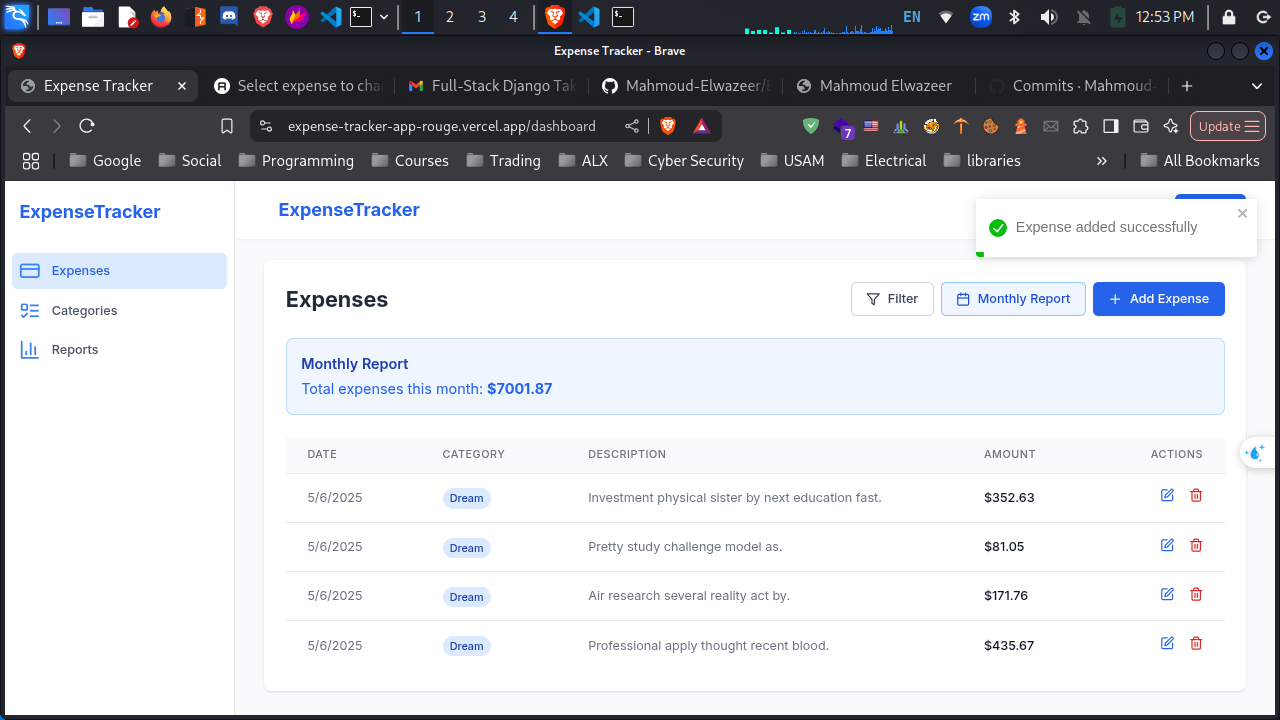 1 2 3 4
EN zm 12:53 PM
Expense Tracker - Brave
Expense Tracker
Select expense to cha
Full-Stack Django Tak
Mahmoud-Elwazeer/
Mahmoud Elwazeer
Commits · Mahmoud-
expense-tracker-app-rouge.vercel.app/dashboard
7
Update
Google Social Programming Courses Trading ALX Cyber Security USAM Electrical libraries » All Bookmarks
ExpenseTracker
Expenses
Categories
Reports
ExpenseTracker
Expense added successfully
Expenses
Filter Monthly Report + Add Expense
Monthly Report
Total expenses this month: $7001.87
DATE CATEGORY DESCRIPTION AMOUNT ACTIONS
5/6/2025 Dream Investment physical sister by next education fast. $352.63
5/6/2025 Dream Pretty study challenge model as. $81.05
5/6/2025 Dream Air research several reality act by. $171.76
5/6/2025 Dream Professional apply thought recent blood. $435.67